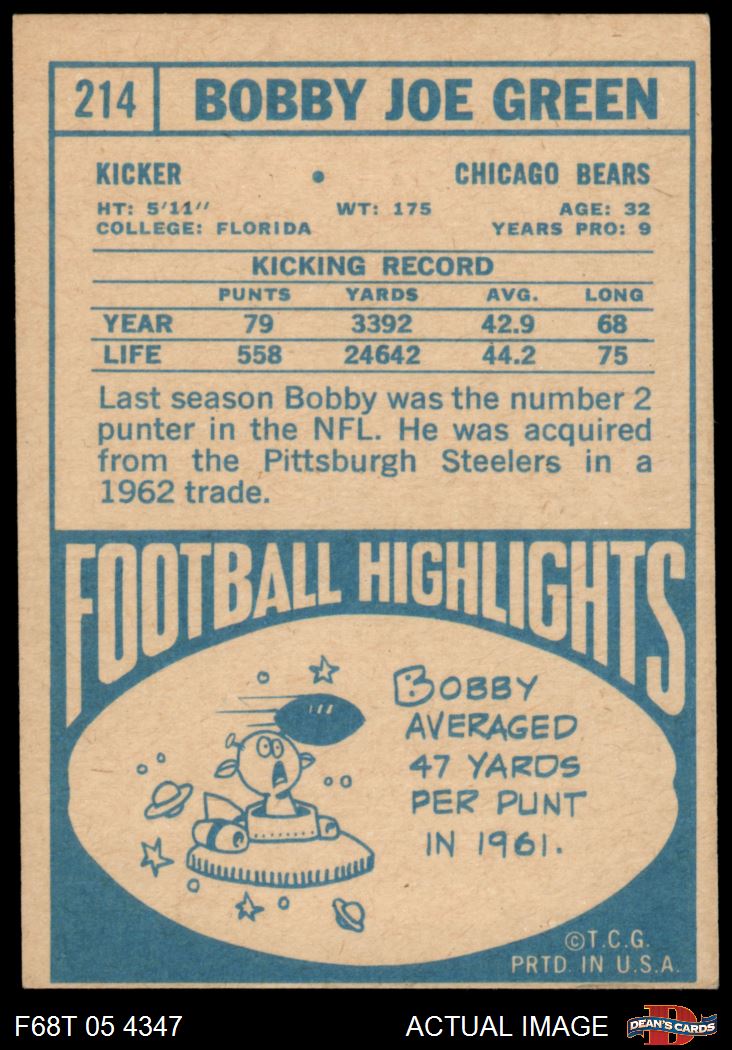 214 BOBBY JOE GREEN
KICKER • CHICAGO BEARS
HT: 5'11" WT: 175 AGE: 32
COLLEGE: FLORIDA YEARS PRO: 9
KICKING RECORD
PUNTS YARDS AVG. LONG
YEAR 79 3392 42.9 68
LIFE 558 24642 44.2 75
Last season Bobby was the number 2
punter in the NFL. He was acquired
from the Pittsburgh Steelers in a
1962 trade.
FOOTBALL HIGHLIGHTS
BOBBY
AVERAGED
47 YARDS
PER PUNT
IN 1961.
©T.C.G.
PRTD. IN U.S.A.
F68T 05 4347 ACTUAL IMAGE D DEAN'S CARDS